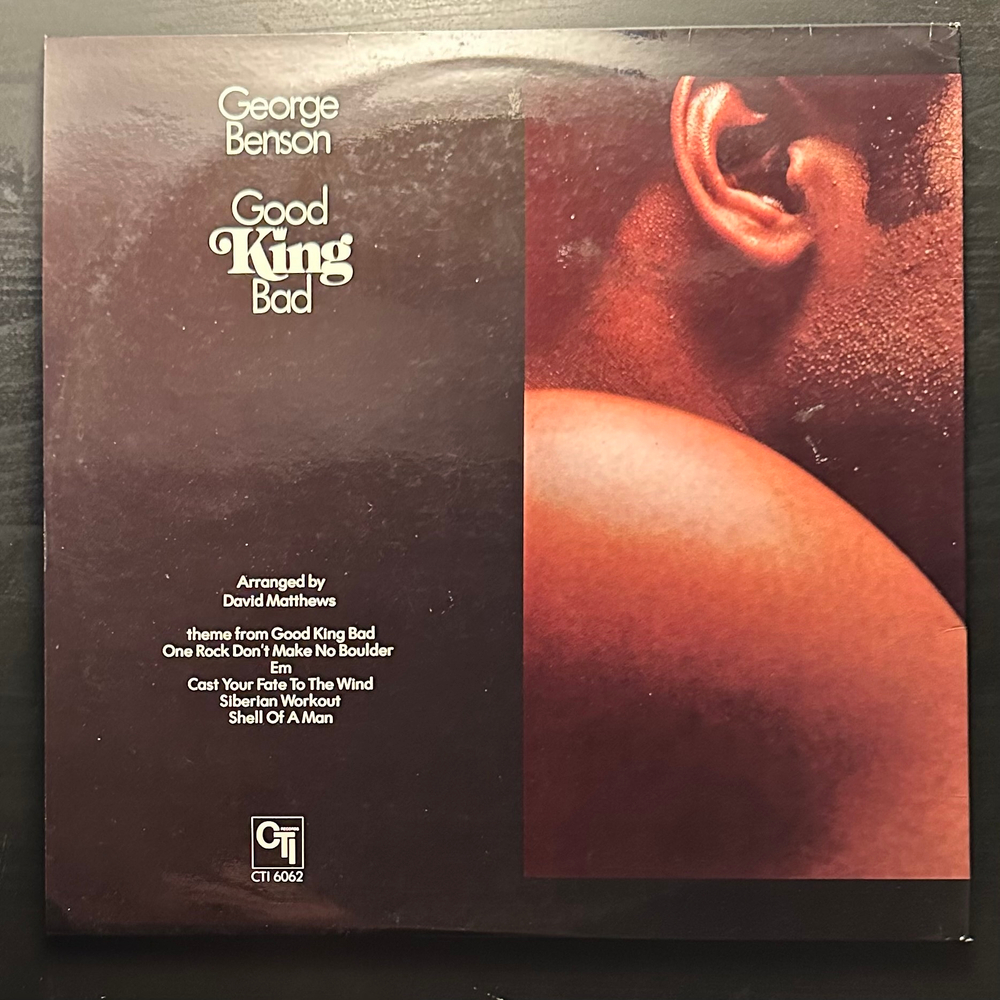 George
Benson
Good
King
Bad
Arranged by
David Matthews
theme from Good King Bad
One Rock Don't Make No Boulder
Em
Cast Your Fate To The Wind
Siberian Workout
Shell Of A Man
CTI
RECORDS
CTI 6062